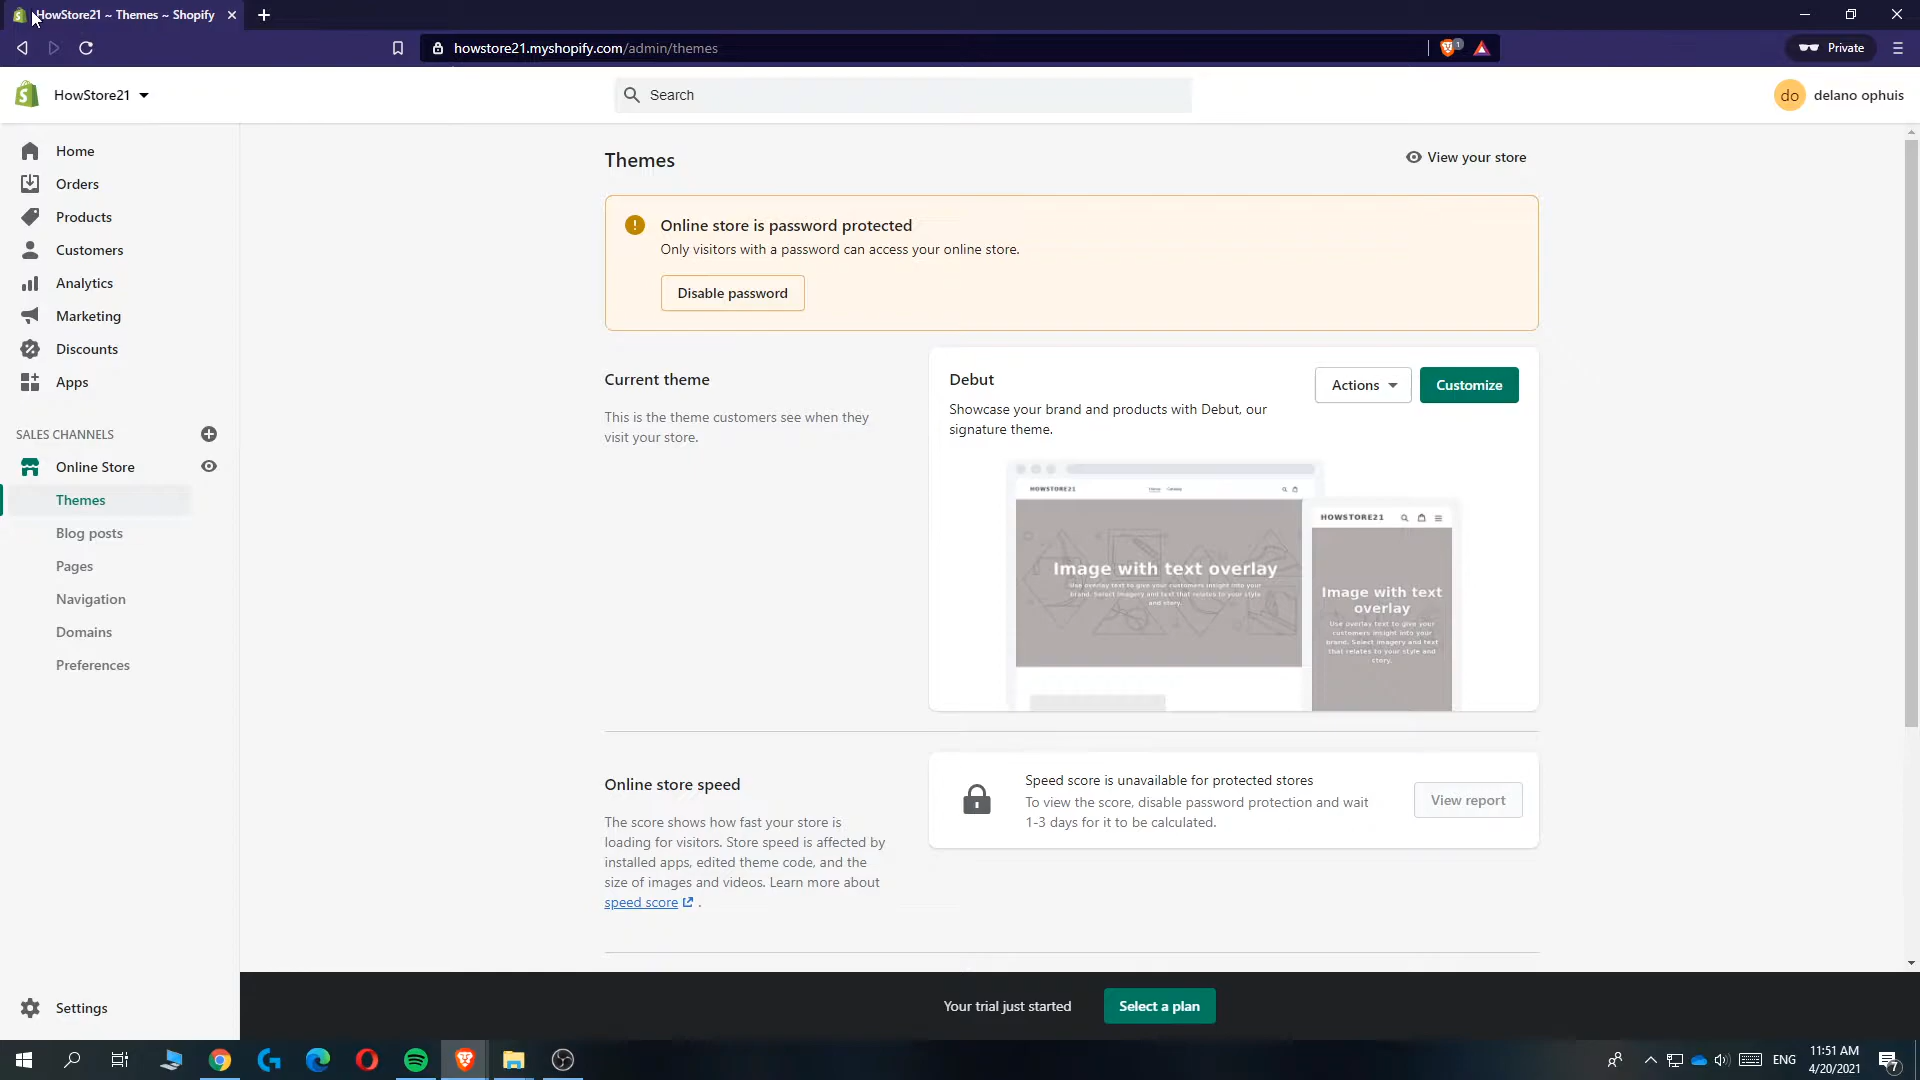 HowStore21 ~ Themes ~ Shopify
howstore21.myshopify.com/admin/themes
1
Private
HowStore21
Search
do
delano ophuis
Home
Orders
Products
Customers
Analytics
Marketing
Discounts
Apps
SALES CHANNELS
Online Store
Themes
Blog posts
Pages
Navigation
Domains
Preferences
Settings
Themes
View your store
Online store is password protected
Only visitors with a password can access your online store.
Disable password
Current theme
This is the theme customers see when they
visit your store.
Debut
Showcase your brand and products with Debut, our
signature theme.
Actions
Customize
HOWSTORE21
Home Catalog
Image with text overlay
Use overlay text to give your customers insight into your
brand. Select imagery and text that relates to your style
and story.
HOWSTORE21
Image with text
overlay
Use overlay text to give your
customers insight into your
brand. Select imagery and text
that relates to your style and
story.
Online store speed
The score shows how fast your store is
loading for visitors. Store speed is affected by
installed apps, edited theme code, and the
size of images and videos. Learn more about
speed score .
Speed score is unavailable for protected stores
To view the score, disable password protection and wait
1-3 days for it to be calculated.
View report
Your trial just started
Select a plan
ENG
11:51 AM
4/20/2021
7